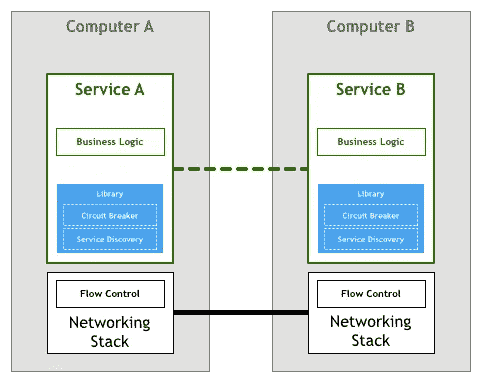 Computer A
Computer B
Service A
Business Logic
Library
Circuit Breaker
Service Discovery
Flow Control
Networking
Stack
Service B
Business Logic
Library
Circuit Breaker
Service Discovery
Flow Control
Networking
Stack